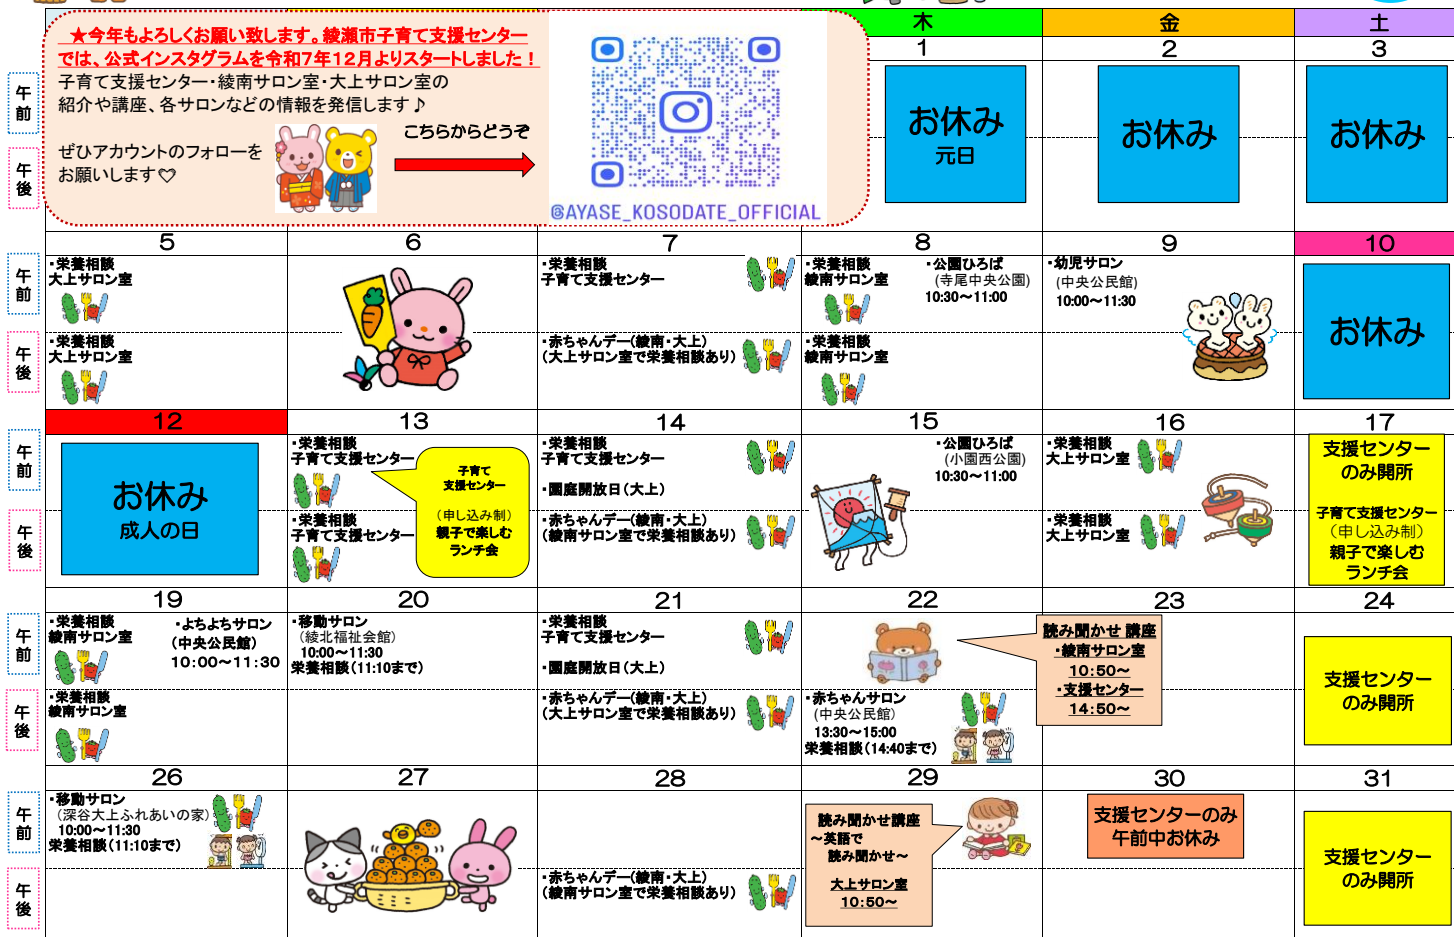 木
金
土
★今年もよろしくお願い致します。綾瀬市子育て支援センター
では、公式インスタグラムを令和7年12月よりスタートしました！
子育て支援センター・綾南サロン室・大上サロン室の
紹介や講座、各サロンなどの情報を発信します♪
こちらからどうぞ
ぜひアカウントのフォローを
お願いします♡
@AYASE_KOSODATE_OFFICIAL
午前
午後
1
お休み
元日
2
お休み
3
お休み
午前
午後
5
・栄養相談
大上サロン室
・栄養相談
大上サロン室
6
7
・栄養相談
子育て支援センター
・赤ちゃんデー(綾南・大上)
(大上サロン室で栄養相談あり)
8
・栄養相談
綾南サロン室
・公園ひろば
(寺尾中央公園)
10:30～11:00
・栄養相談
綾南サロン室
9
・幼児サロン
(中央公民館)
10:00～11:30
10
お休み
午前
午後
12
お休み
成人の日
13
・栄養相談
子育て支援センター
・栄養相談
子育て支援センター
子育て
支援センター
(申し込み制)
親子で楽しむ
ランチ会
14
・栄養相談
子育て支援センター
・園庭開放日(大上)
・赤ちゃんデー(綾南・大上)
(綾南サロン室で栄養相談あり)
15
・公園ひろば
(小園西公園)
10:30～11:00
16
・栄養相談
大上サロン室
・栄養相談
大上サロン室
17
支援センター
のみ開所
子育て支援センター
(申し込み制)
親子で楽しむ
ランチ会
午前
午後
19
・栄養相談
綾南サロン室
・よちよちサロン
(中央公民館)
10:00～11:30
・栄養相談
綾南サロン室
20
・移動サロン
(綾北福祉会館)
10:00～11:30
栄養相談(11:10まで)
21
・栄養相談
子育て支援センター
・園庭開放日(大上)
・赤ちゃんデー(綾南・大上)
(大上サロン室で栄養相談あり)
22
・赤ちゃんサロン
(中央公民館)
13:30～15:00
栄養相談(14:40まで)
読み聞かせ 講座
・綾南サロン室
10:50～
・支援センター
14:50～
23
24
支援センター
のみ開所
午前
午後
26
・移動サロン
(深谷大上ふれあいの家)
10:00～11:30
栄養相談(11:10まで)
27
28
・赤ちゃんデー(綾南・大上)
(綾南サロン室で栄養相談あり)
29
読み聞かせ講座
～英語で
読み聞かせ～
大上サロン室
10:50～
30
支援センターのみ
午前中お休み
31
支援センター
のみ開所